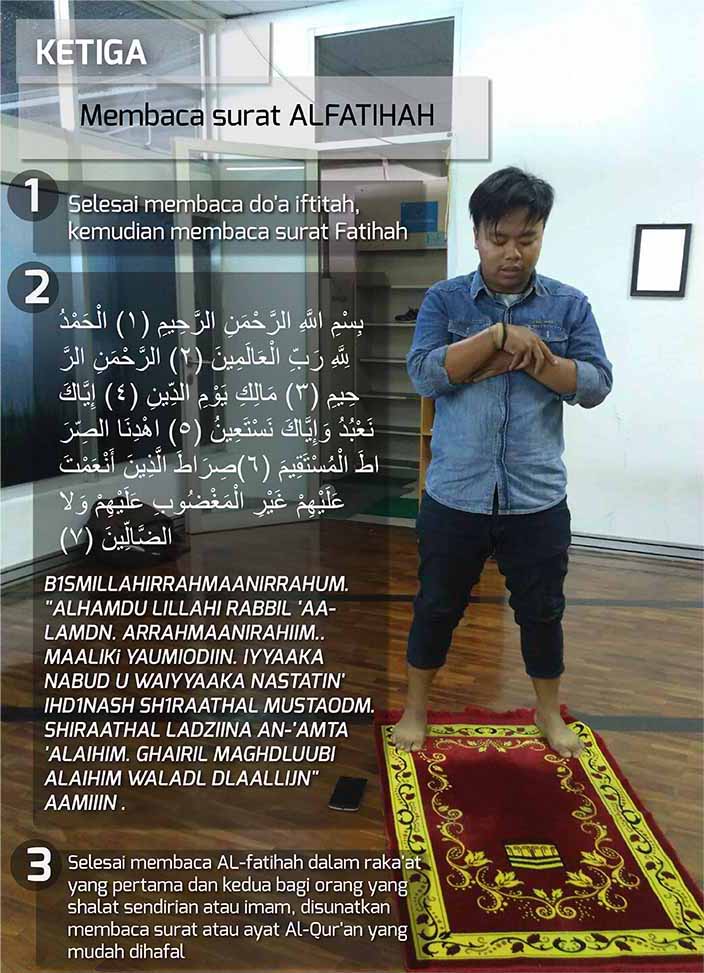 KETIGA
Membaca surat ALFATIHAH
1
Selesai membaca do'a iftitah,
kemudian membaca surat Fatihah
2
بِسْمِ اللَّهِ الرَّحْمَنِ الرَّحِيمِ (١) الْحَمْدُ
لِلَّهِ رَبِّ الْعَالَمِينَ (٢) الرَّحْمَنِ الرَّ
حِيمِ (٣) مَالِكِ يَوْمِ الدِّينِ (٤) إِيَّاكَ
نَعْبُدُ وَإِيَّاكَ نَسْتَعِينُ (٥) اهْدِنَا الصِّرَ
اطَ الْمُسْتَقِيمَ (٦)صِرَاطَ الَّذِينَ أَنْعَمْتَ
عَلَيْهِمْ غَيْرِ الْمَغْضُوبِ عَلَيْهِمْ وَلا
الضَّالِّينَ (٧)
B1SMILLAHIRRAHMAANIRRAHUM.
"ALHAMDU LILLAHI RABBIL 'AA-
LAMDN. ARRAHMAANIRAHIIM..
MAALIKi YAUMIODIIN. IYYAAKA
NABUD U WAIYYAAKA NASTATIN'
IHD1NASH SH1RAATHAL MUSTAODM.
SHIRAATHAL LADZIINA AN-'AMTA
'ALAIHIM. GHAIRIL MAGHDLUUBI
ALAIHIM WALADL DLAALLIJN"
AAMIIIN .
3
Selesai membaca AL-fatihah dalam raka'at
yang pertama dan kedua bagi orang yang
shalat sendirian atau imam, disunatkan
membaca surat atau ayat Al-Qur'an yang
mudah dihafal